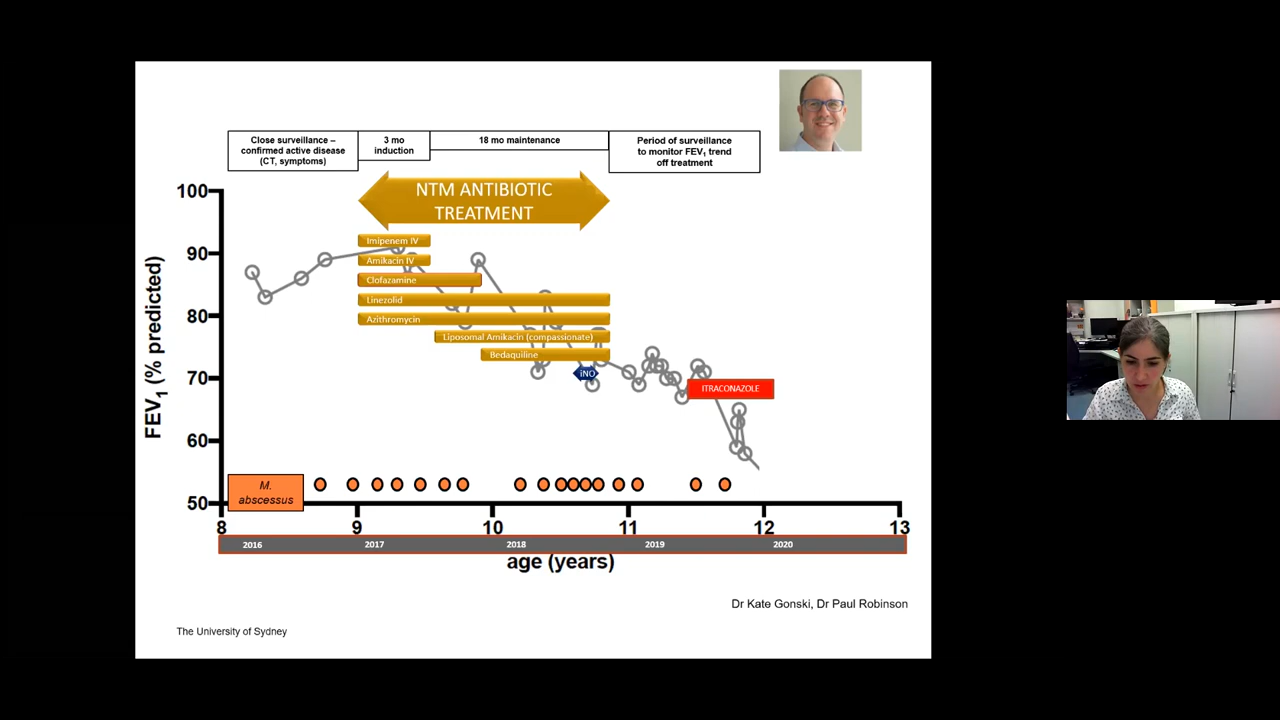 Close surveillance –
confirmed active disease
(CT, symptoms)
3 mo
induction
18 mo maintenance
Period of surveillance
to monitor FEV1 trend
off treatment
NTM ANTIBIOTIC
TREATMENT
Imipenem IV
Amikacin IV
Clofazamine
Linezolid
Azithromycin
Liposomal Amikacin (compassionate)
Bedaquiline
iNO
ITRACONAZOLE
FEV1 (% predicted)
100
90
80
70
60
50
M.
abscessus
8 9 10 11 12 13
2016 2017 2018 2019 2020
age (years)
Dr Kate Gonski, Dr Paul Robinson
The University of Sydney